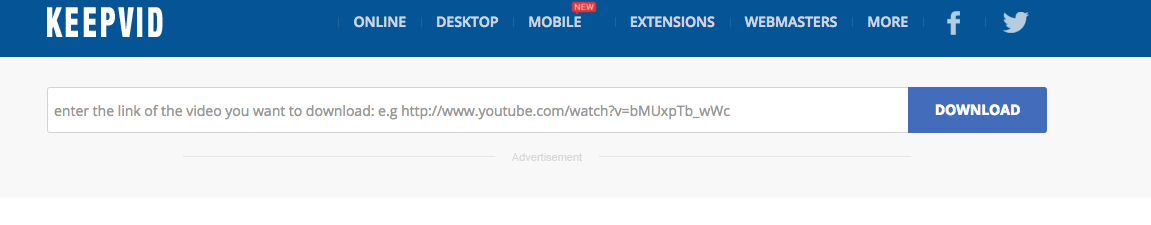 KEEPVID
NEW
ONLINE DESKTOP MOBILE EXTENSIONS WEBMASTERS MORE
enter the link of the video you want to download: e.g http://www.youtube.com/watch?v=bMUxpTb_wWc
DOWNLOAD
Advertisement